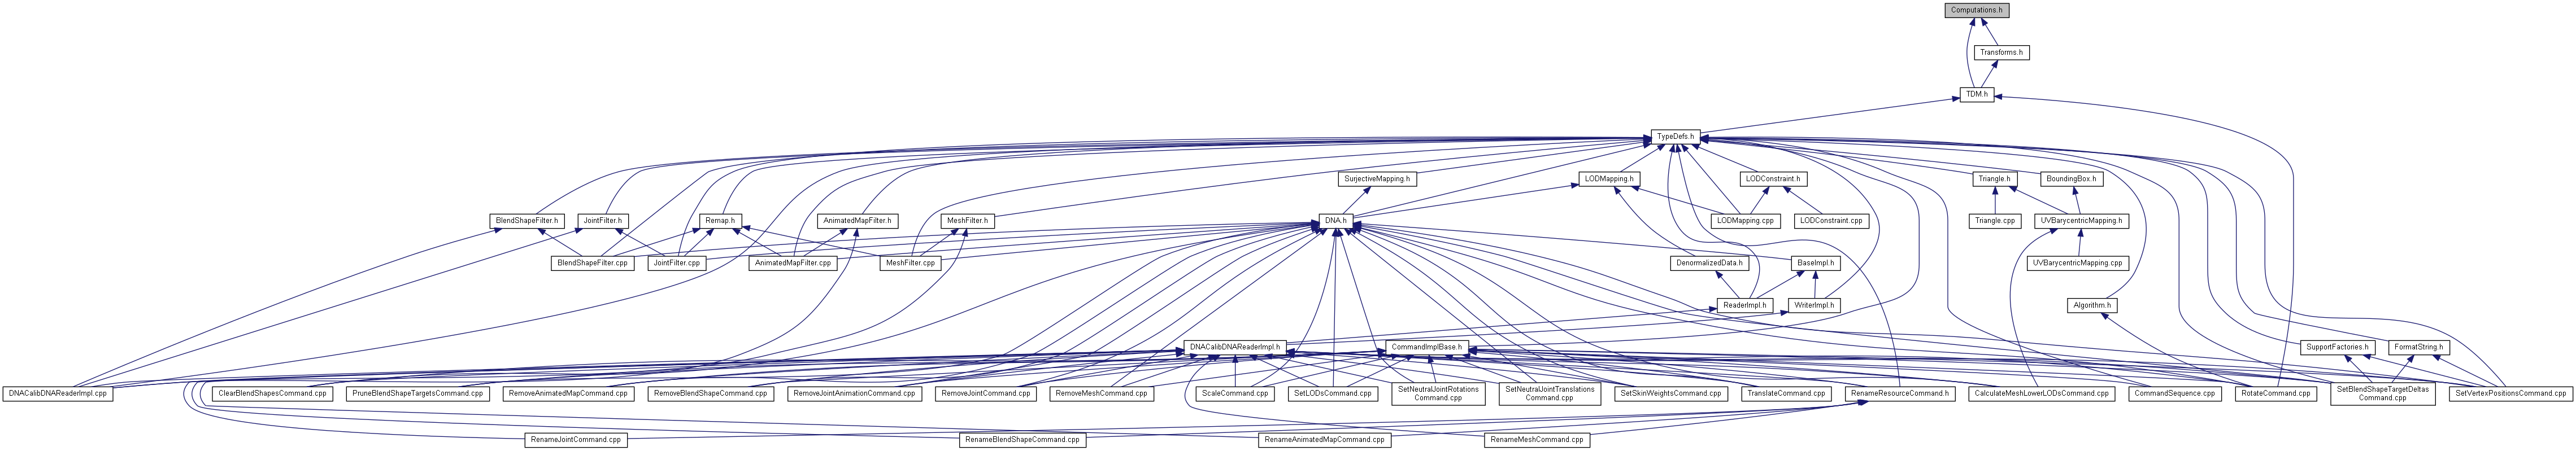 Computations.h
Transforms.h
TDM.h
TypeDefs.h
SurjectiveMapping.h
LODMapping.h
LODConstraint.h
Triangle.h
BoundingBox.h
BlendShapeFilter.h
JointFilter.h
Remap.h
AnimatedMapFilter.h
MeshFilter.h
DNA.h
LODMapping.cpp
LODConstraint.cpp
Triangle.cpp
UVBarycentricMapping.h
BlendShapeFilter.cpp
JointFilter.cpp
AnimatedMapFilter.cpp
MeshFilter.cpp
DenormalizedData.h
BaseImpl.h
UVBarycentricMapping.cpp
ReaderImpl.h
WriterImpl.h
Algorithm.h
DNACalibDNAReaderImpl.h
CommandImplBase.h
SupportFactories.h
FormatString.h
DNACalibDNAReaderImpl.cpp
ClearBlendShapesCommand.cpp
PruneBlendShapeTargetsCommand.cpp
RemoveAnimatedMapCommand.cpp
RemoveBlendShapeCommand.cpp
RemoveJointAnimationCommand.cpp
RemoveJointCommand.cpp
RemoveMeshCommand.cpp
ScaleCommand.cpp
SetLODsCommand.cpp
SetNeutralJointRotations
Command.cpp
SetNeutralJointTranslations
Command.cpp
SetSkinWeightsCommand.cpp
TranslateCommand.cpp
RenameResourceCommand.h
CalculateMeshLowerLODsCommand.cpp
CommandSequence.cpp
RotateCommand.cpp
SetBlendShapeTargetDeltas
Command.cpp
SetVertexPositionsCommand.cpp
RenameJointCommand.cpp
RenameBlendShapeCommand.cpp
RenameAnimatedMapCommand.cpp
RenameMeshCommand.cpp